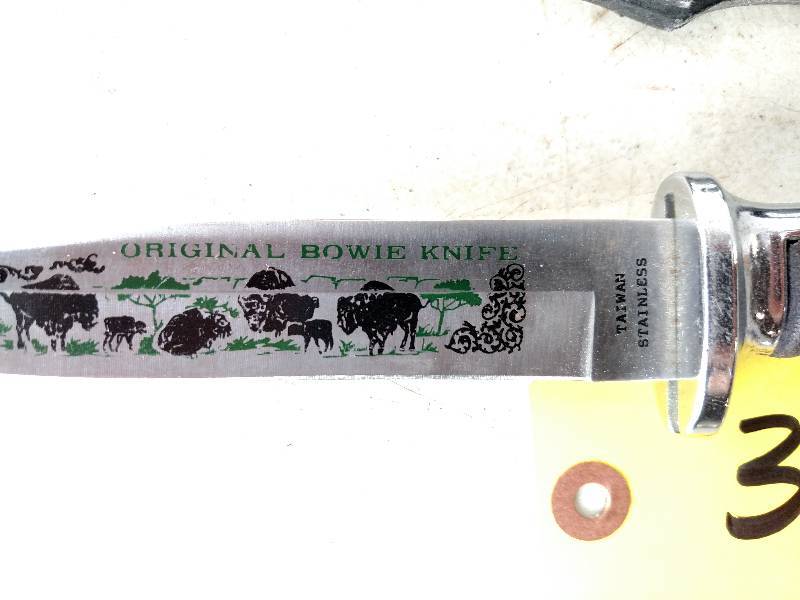 ORIGINAL BOWIE KNIFE
TAIWAN
STAINLESS
3